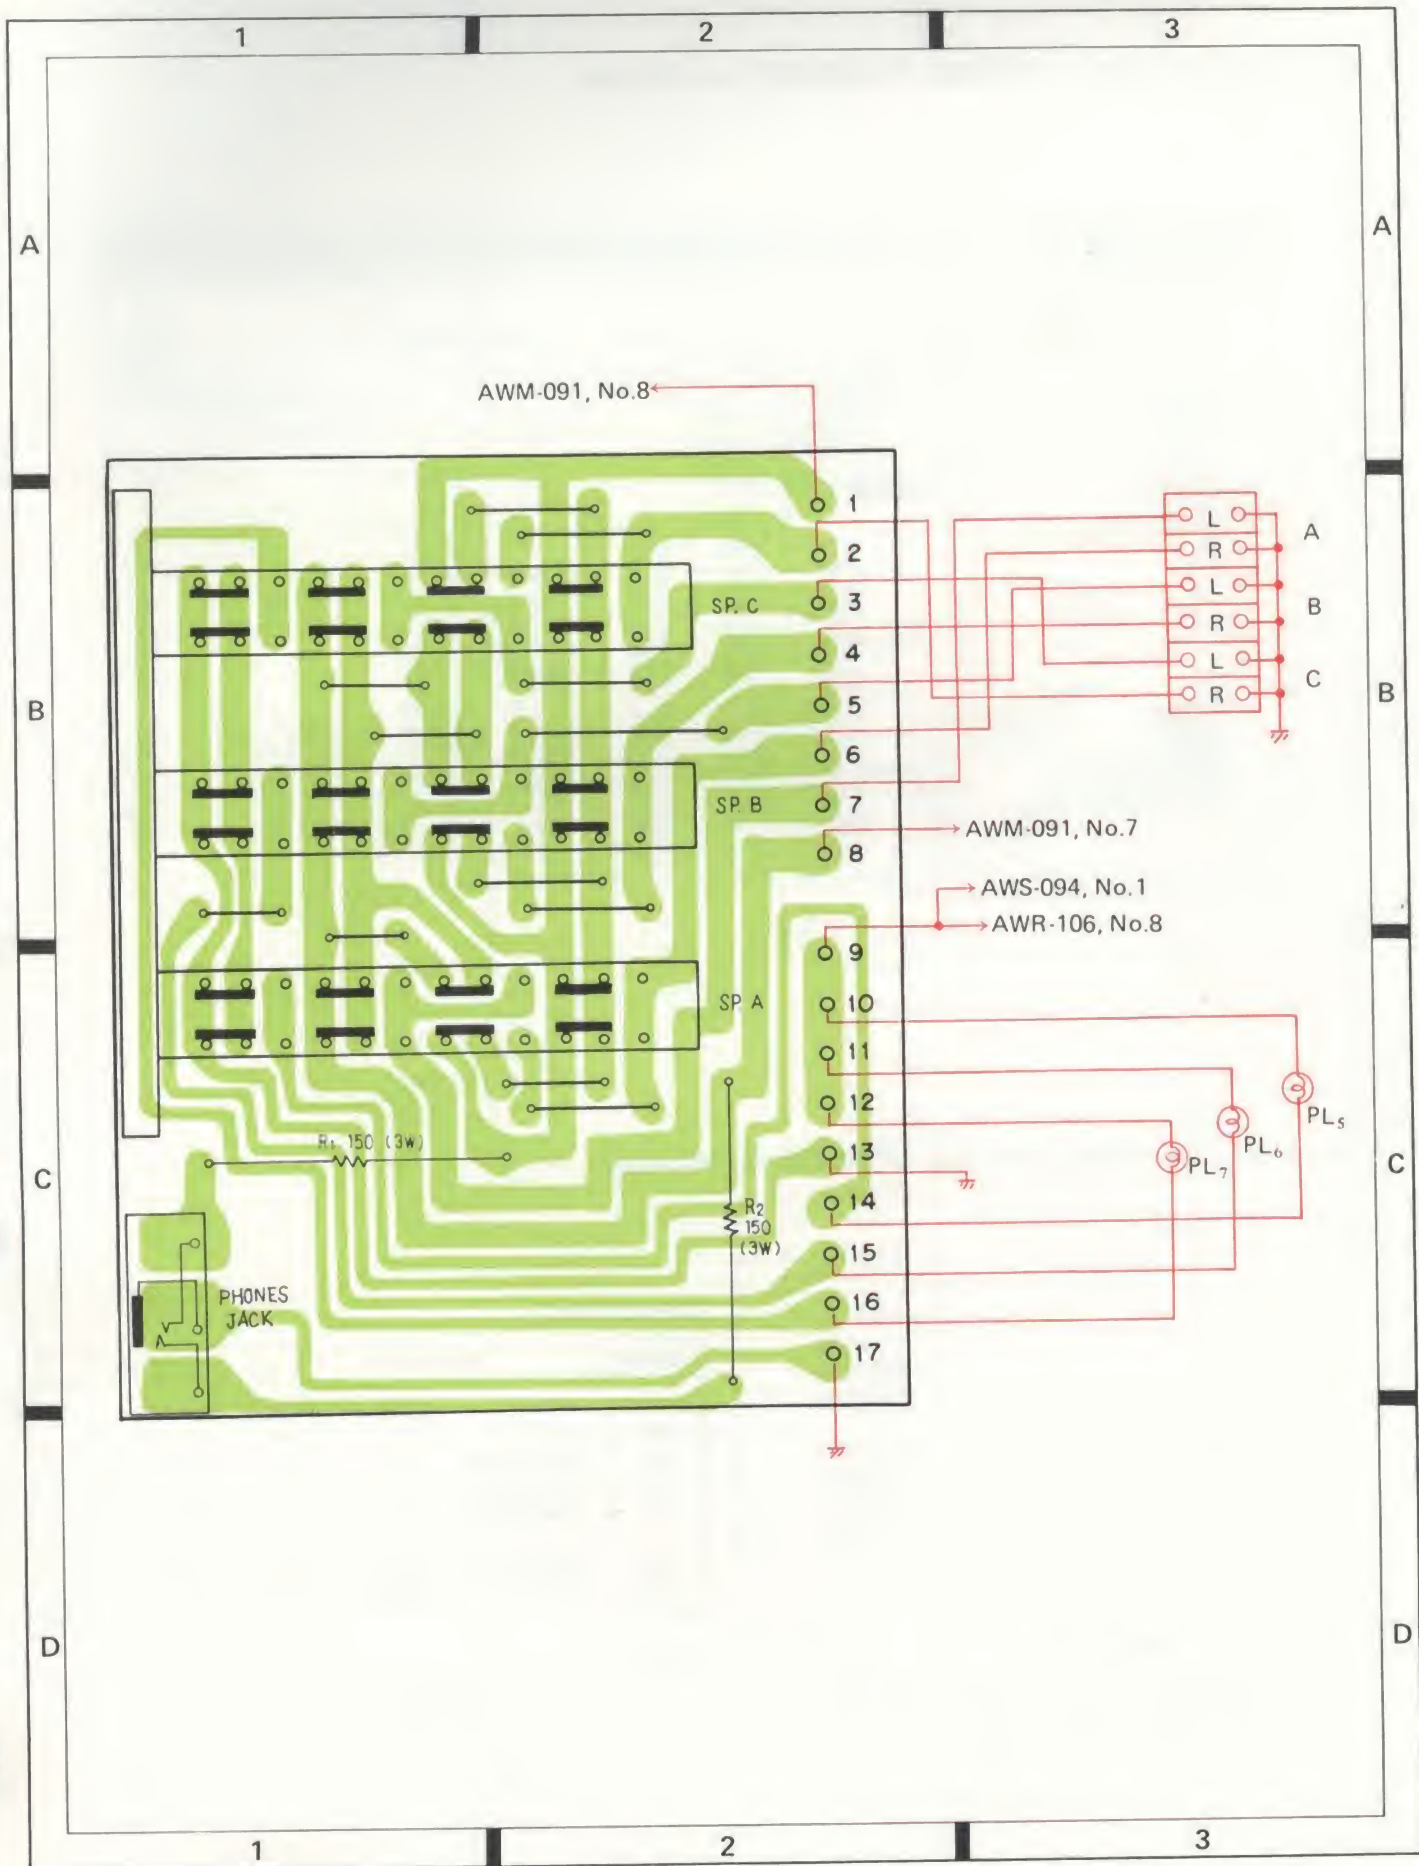 1 2 3
A A
AWM-091, No.8
1
L
A
2
R
SP. C
3
L
B
4
R
L
5
C
B B
R
6
SP. B
7
AWM-091, No.7
8
AWS-094, No.1
AWR-106, No.8
9
SP. A
10
11
12
PL5
PL6
R1 150 (3W)
13
PL7
C C
14
R2
150
(3W)
15
PHONES
JACK
16
17
D D
1 2 3